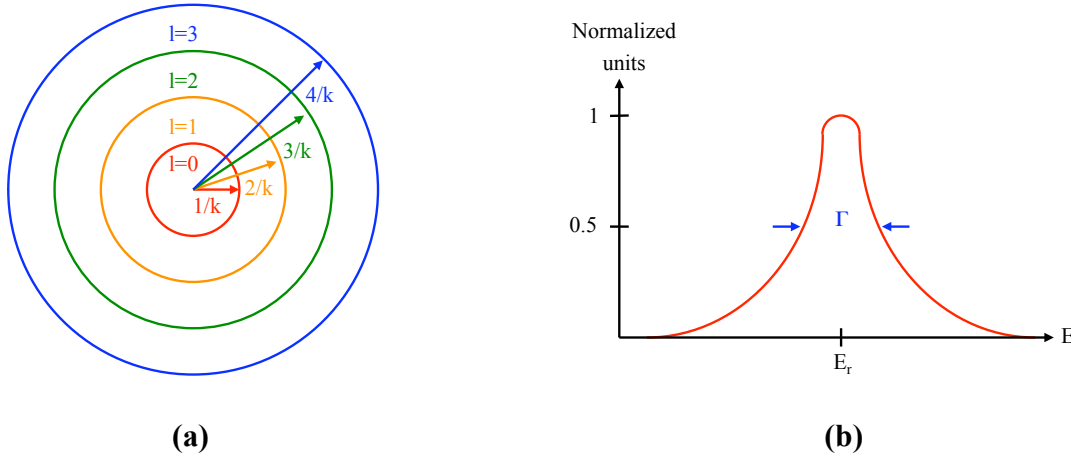 l=3
l=2
l=1
l=0
4/k
3/k
2/k
1/k
(a)
Normalized
units
1
0.5
Γ
E
E_r
(b)